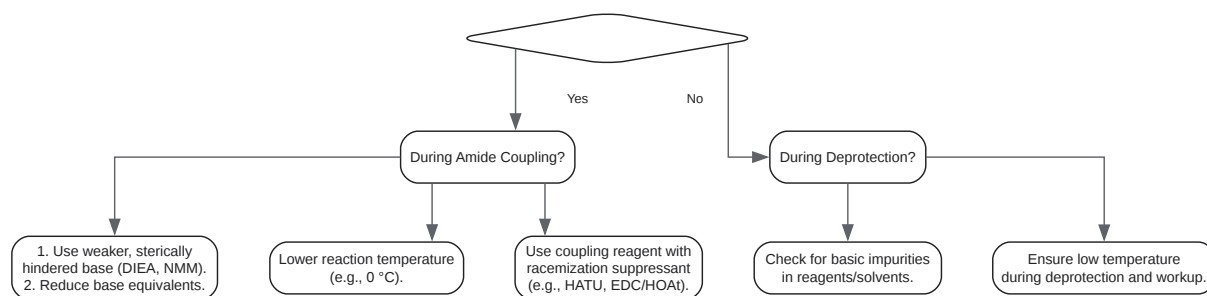 Yes
No
During Amide Coupling?
During Deprotection?
1. Use weaker, sterically
hindered base (DIEA, NMM).
2. Reduce base equivalents.
Lower reaction temperature
(e.g., 0 °C).
Use coupling reagent with
racemization suppressant
(e.g., HATU, EDC/HOAt).
Check for basic impurities
in reagents/solvents.
Ensure low temperature
during deprotection and workup.